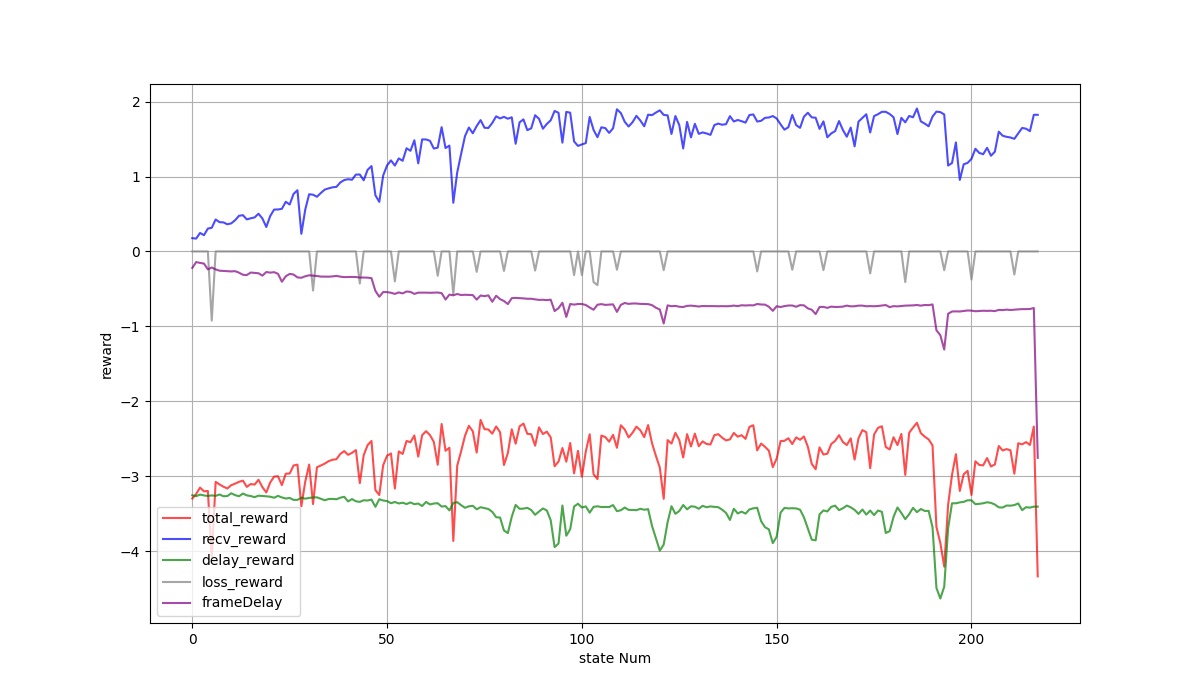 2
1
0
−1
−2
−3
−4
reward
total_reward
recv_reward
delay_reward
loss_reward
frameDelay
0 50 100 150 200
state Num